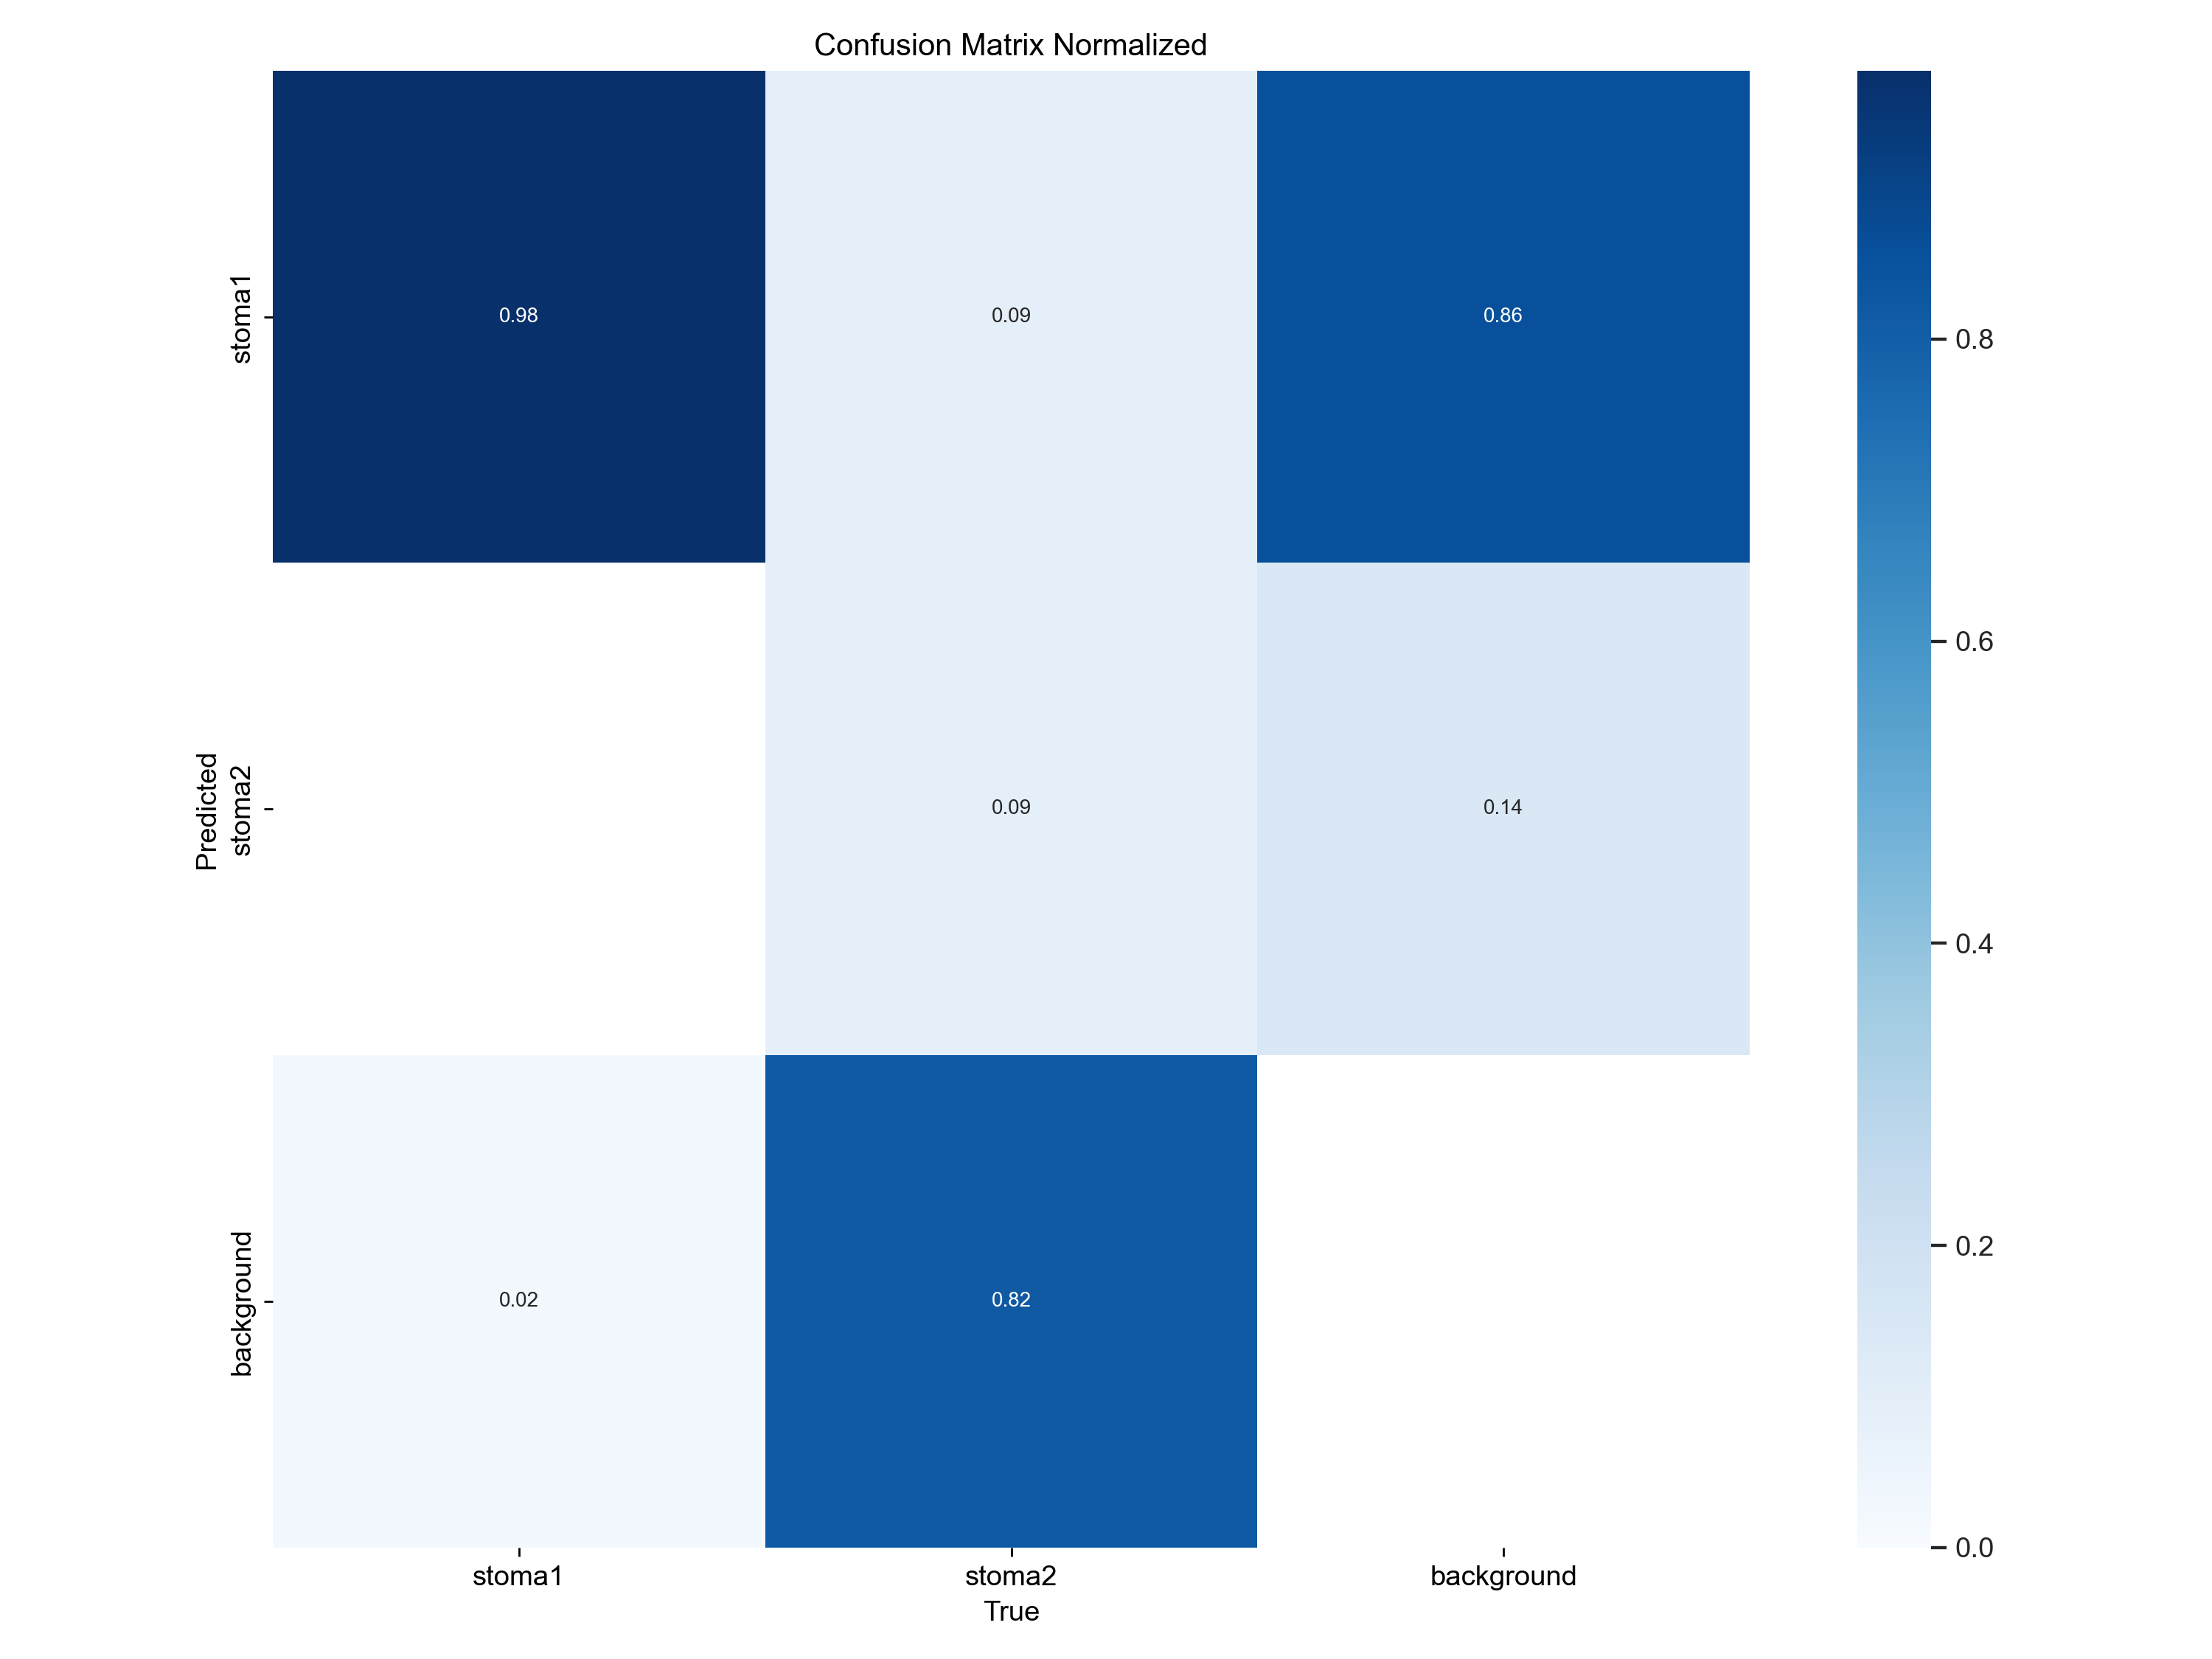 Confusion Matrix Normalized
stoma1
0.98
0.09
0.86
0.8
0.6
Predicted
stoma2
0.09
0.14
0.4
background
0.02
0.82
0.2
0.0
stoma1
stoma2
background
True